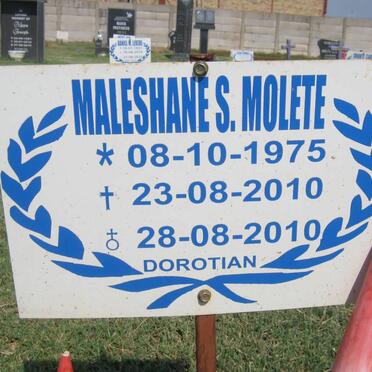 MALESHANE S. MOLETE
* 08-10-1975
† 23-08-2010
♁ 28-08-2010
DOROTIAN